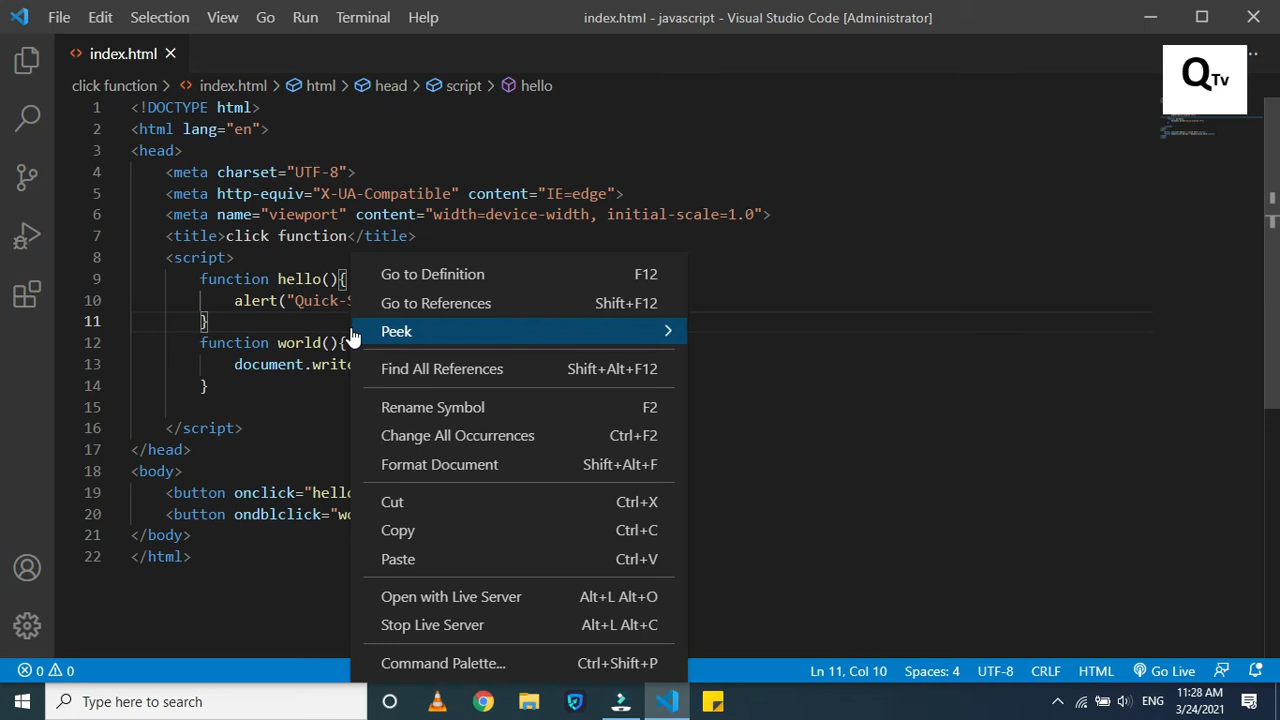 File Edit Selection View Go Run Terminal Help index.html - javascript - Visual Studio Code [Administrator]
index.html
Q Tv
click function > index.html > html > head > script > hello
1 <!DOCTYPE html>
2 <html lang="en">
3 <head>
4 <meta charset="UTF-8">
5 <meta http-equiv="X-UA-Compatible" content="IE=edge">
6 <meta name="viewport" content="width=device-width, initial-scale=1.0">
7 <title>click function</title>
8 <script>
9 function hello(){
10 alert("Quick-S
11 }
12 function world(){
13 document.write
14 }
15
16 </script>
17 </head>
18 <body>
19 <button onclick="hello
20 <button ondblclick="wo
21 </body>
22 </html>
Go to Definition F12
Go to References Shift+F12
Peek >
Find All References Shift+Alt+F12
Rename Symbol F2
Change All Occurrences Ctrl+F2
Format Document Shift+Alt+F
Cut Ctrl+X
Copy Ctrl+C
Paste Ctrl+V
Open with Live Server Alt+L Alt+O
Stop Live Server Alt+L Alt+C
Command Palette... Ctrl+Shift+P
0 0 Ln 11, Col 10 Spaces: 4 UTF-8 CRLF HTML Go Live
Type here to search
ENG
11:28 AM
3/24/2021